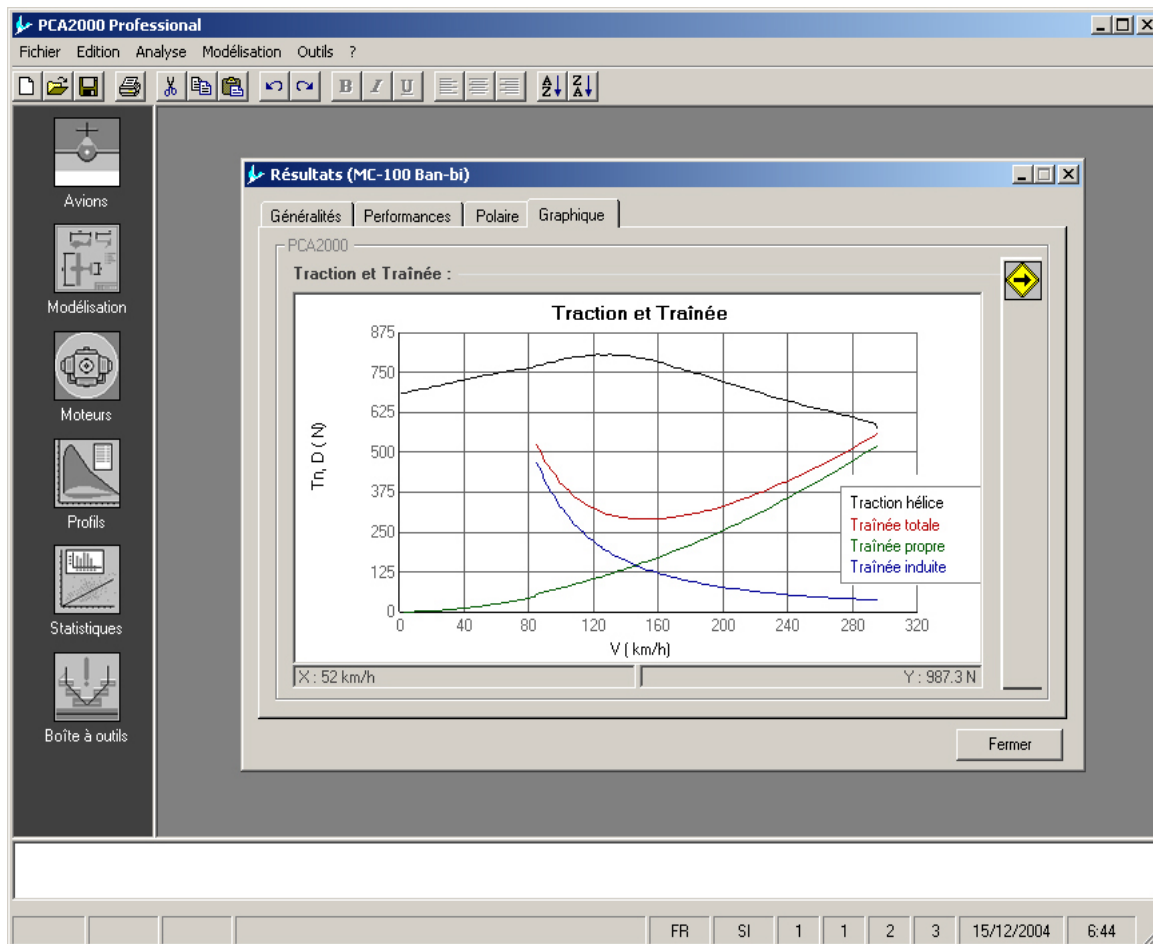 PCA2000 Professional
Fichier Edition Analyse Modélisation Outils ?
B I U A Z Z A
Avions
Modélisation
Moteurs
Profils
Statistiques
Boîte à outils
Résultats (MC-100 Ban-bi)
Généralités Performances Polaire Graphique
PCA2000
Traction et Traînée :
Traction et Traînée
Tn, D ( N)
875
750
625
500
375
250
125
0
0 40 80 120 160 200 240 280 320
V ( km/h)
Traction hélice
Traînée totale
Traînée propre
Traînée induite
X : 52 km/h Y : 987.3 N
Fermer
FR SI 1 1 2 3 15/12/2004 6:44